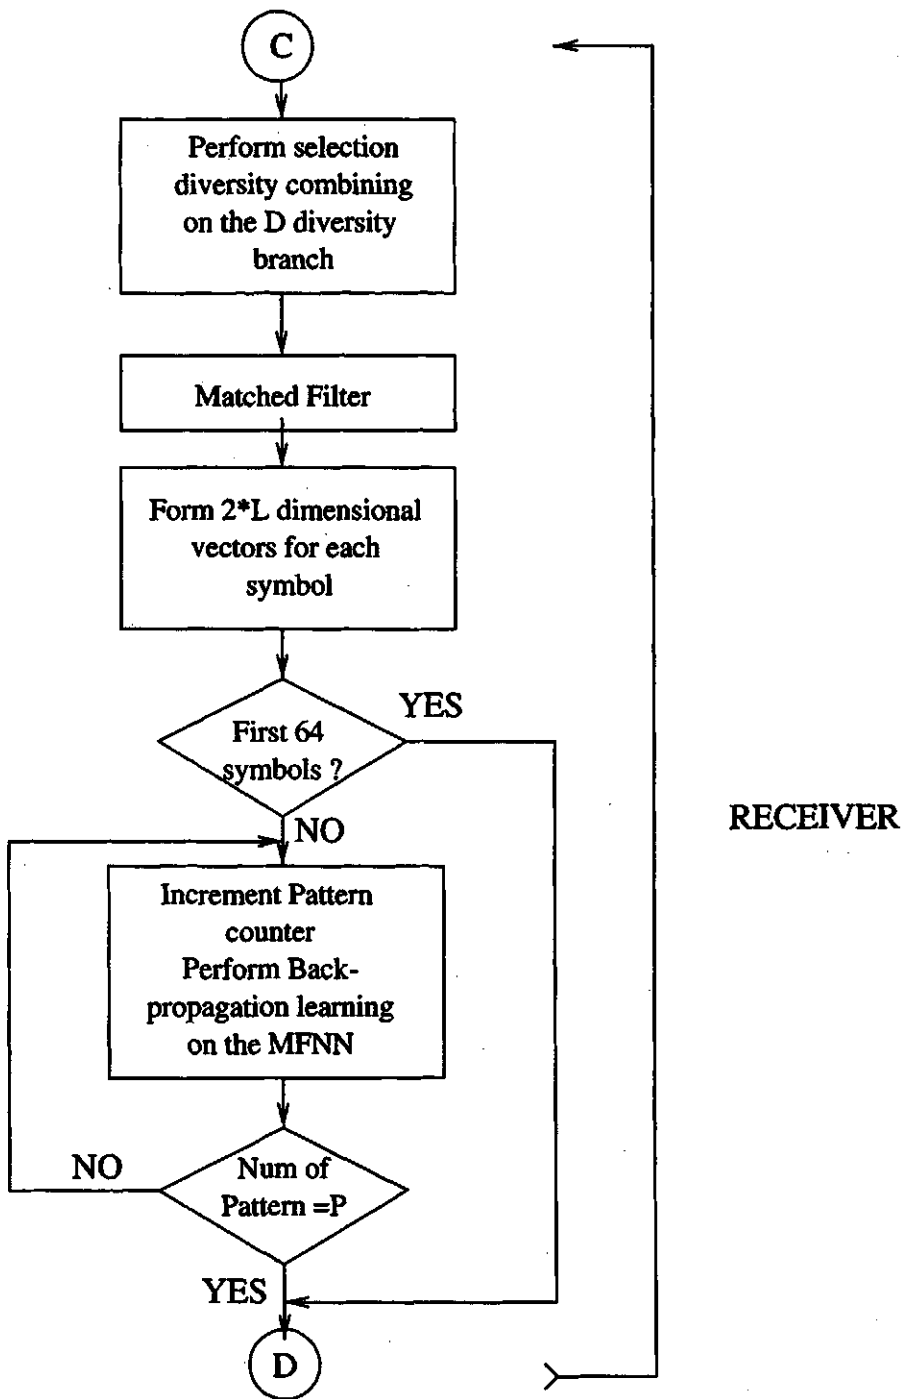 C
Perform selection
diversity combining
on the D diversity
branch
Matched Filter
Form 2*L dimensional
vectors for each
symbol
YES
First 64
symbols ?
NO
RECEIVER
Increment Pattern
counter
Perform Back-
propagation learning
on the MFNN
NO
Num of
Pattern =P
YES
D